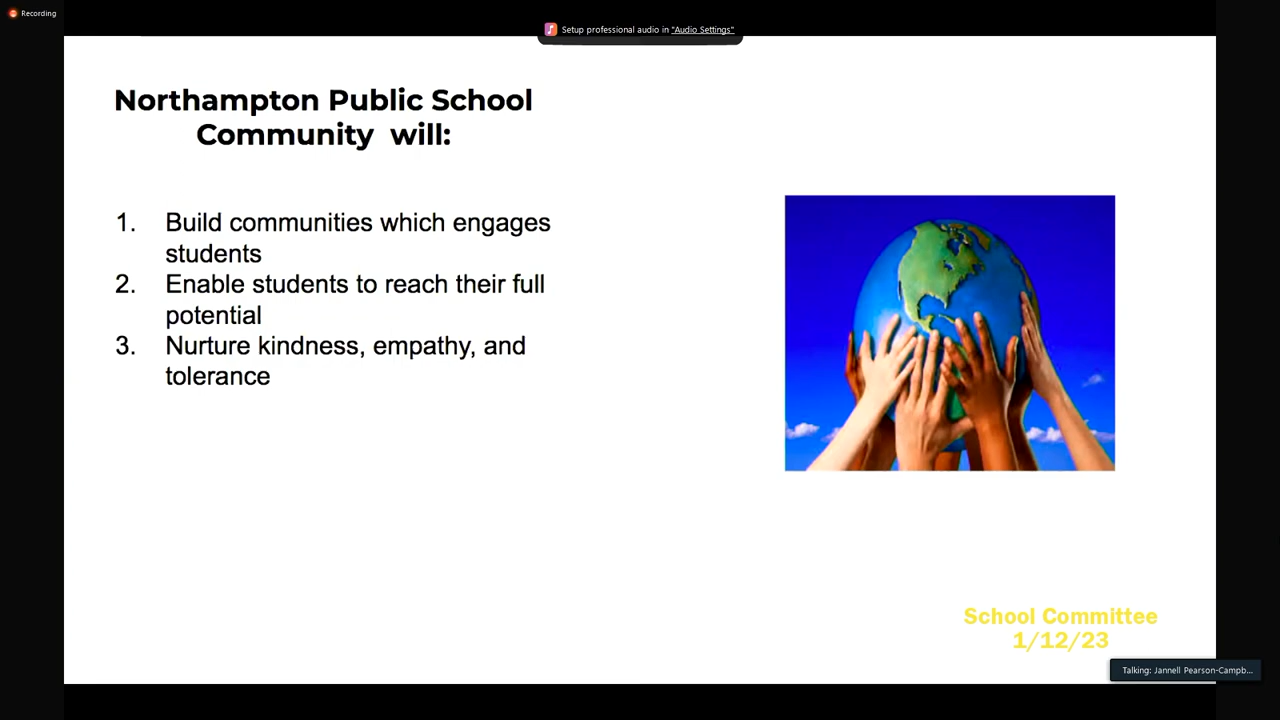 Recording
Setup professional audio in "Audio Settings"
Northampton Public School
Community will:
1. Build communities which engages
students
2. Enable students to reach their full
potential
3. Nurture kindness, empathy, and
tolerance
School Committee
1/12/23
Talking: Jannell Pearson-Campb...